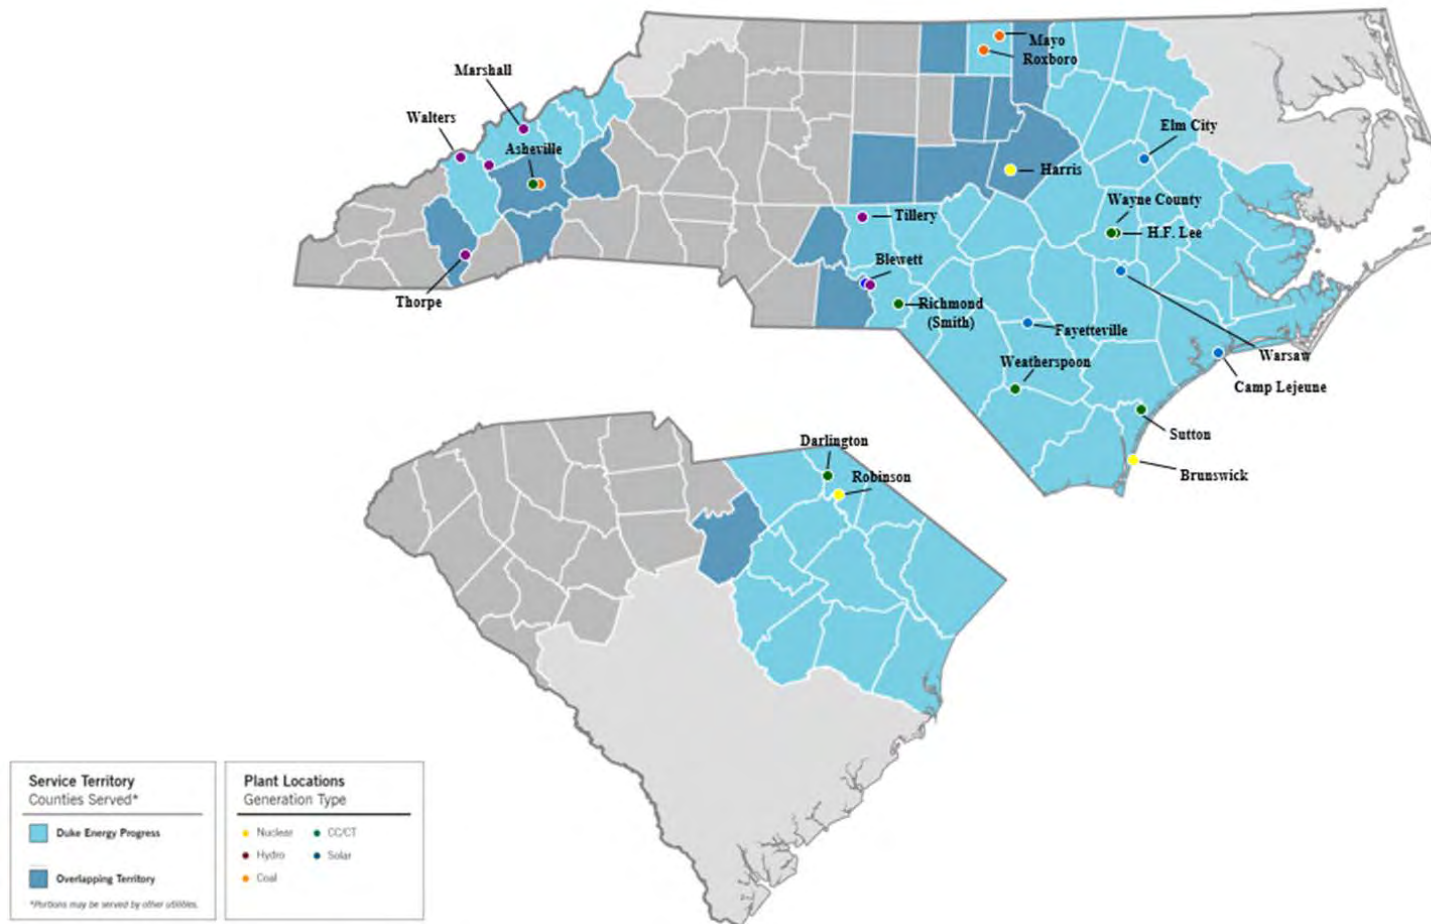 Mayo
Roxboro
Marshall
Walters
Asheville
Elm City
Harris
Wayne County
H.F. Lee
Tillery
Blewett
Thorpe
Richmond
(Smith)
Fayetteville
Warsaw
Weatherspoon
Camp Lejeune
Sutton
Brunswick
Darlington
Robinson
Service Territory
Counties Served*
Duke Energy Progress
Overlapping Territory
*Portions may be served by other utilities.
Plant Locations
Generation Type
Nuclear
CC/CT
Hydro
Solar
Coal